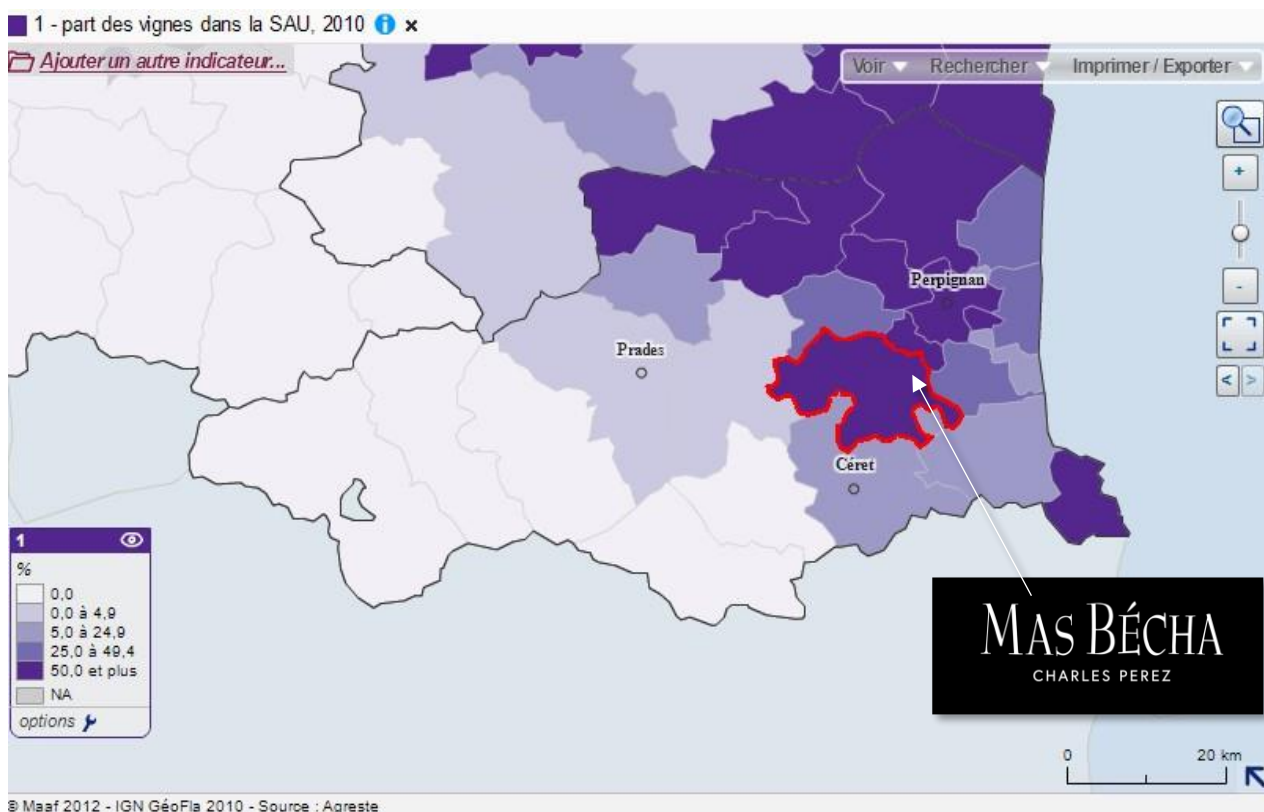 1 - part des vignes dans la SAU, 2010 i ×
Ajouter un autre indicateur...
Voir Rechercher Imprimer / Exporter
+
-
< >
Perpignan
Prades
Céret
1
%
0,0
0,0 à 4,9
5,0 à 24,9
25,0 à 49,4
50,0 et plus
NA
options
MAS BÉCHA
CHARLES PEREZ
0 20 km
© Maaf 2012 - IGN GéoFla 2010 - Source : Agreste